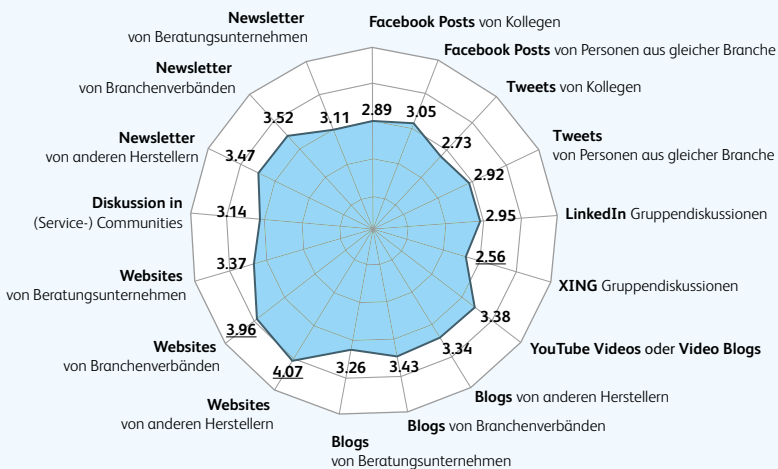 Facebook Posts von Kollegen
Facebook Posts von Personen aus gleicher Branche
Tweets von Kollegen
Tweets
von Personen aus gleicher Branche
LinkedIn Gruppendiskussionen
XING Gruppendiskussionen
YouTube Videos oder Video Blogs
Blogs von anderen Herstellern
Blogs von Branchenverbänden
Blogs
von Beratungsunternehmen
Websites
von anderen Herstellern
Websites
von Branchenverbänden
Websites
von Beratungsunternehmen
Diskussion in
(Service-) Communities
Newsletter
von anderen Herstellern
Newsletter
von Branchenverbänden
Newsletter
von Beratungsunternehmen
2.89
3.05
2.73
2.92
2.95
2.56
3.38
3.34
3.43
3.26
4.07
3.96
3.37
3.14
3.47
3.52
3.11